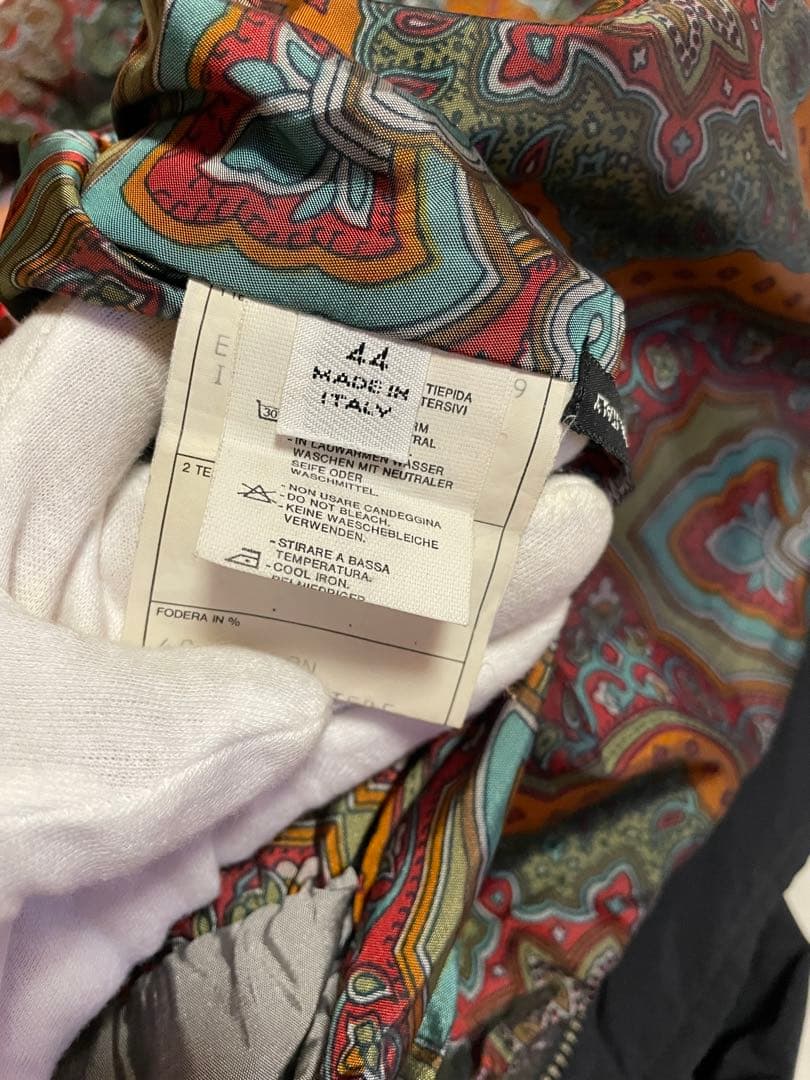 44
MADE IN
ITALY
E
I
9
TIEPIDA
TERSIVI
30
RM
TRAL
- IN LAUWARMEN WASSER
WASCHEN MIT NEUTRALER
SEIFE ODER
WASCHMITTEL.
2 TE
- NON USARE CANDEGGINA
- DO NOT BLEACH.
- KEINE WAESCHEBLEICHE
VERWENDEN.
- STIRARE A BASSA
TEMPERATURA.
- COOL IRON.
FODERA IN %